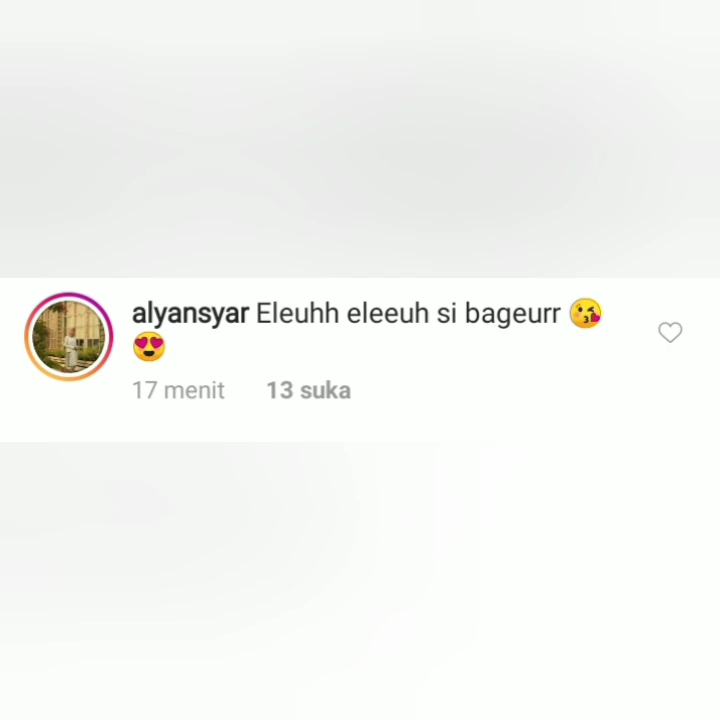 alyansyar Eleuhh eleeuh si bageurr 😘
😍
17 menit 13 suka